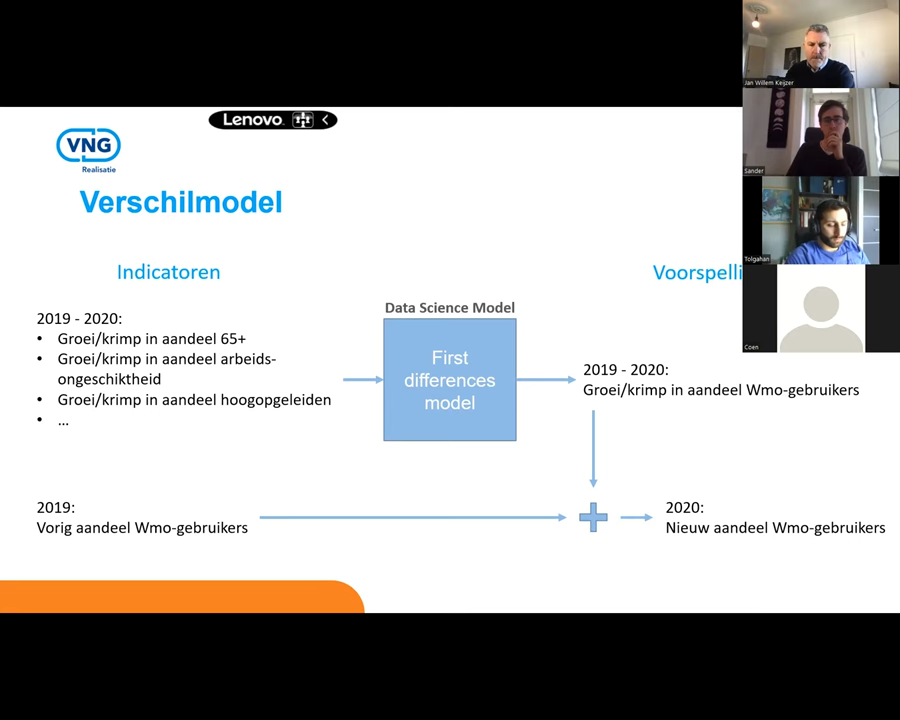 Jan Willem Keijzer
Lenovo
VNG
Realisatie
Sander
Verschilmodel
Tolgahan
Indicatoren
Voorspelli
Data Science Model
2019 - 2020:
• Groei/krimp in aandeel 65+
• Groei/krimp in aandeel arbeids-
ongeschiktheid
• Groei/krimp in aandeel hoogopgeleiden
• ...
First
differences
model
Coen
2019 - 2020:
Groei/krimp in aandeel Wmo-gebruikers
2019:
Vorig aandeel Wmo-gebruikers
2020:
Nieuw aandeel Wmo-gebruikers